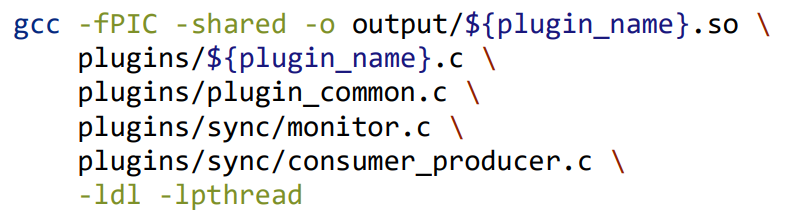 gcc -fPIC -shared -o output/${plugin_name}.so \
plugins/${plugin_name}.c \
plugins/plugin_common.c \
plugins/sync/monitor.c \
plugins/sync/consumer_producer.c \
-ldl -lpthread